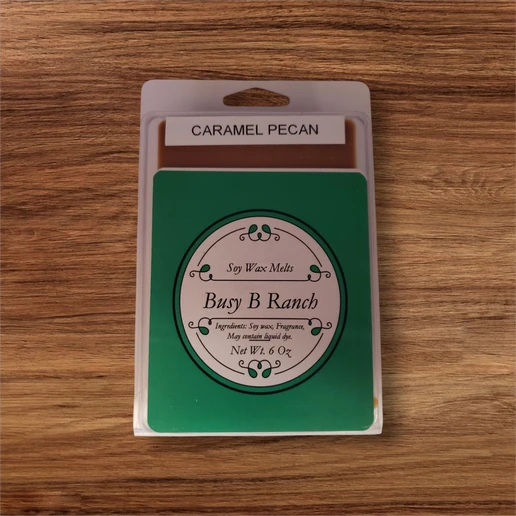 CARAMEL PECAN
Soy Wax Melts
Busy B Ranch
Ingredients: Soy wax, Fragrance,
May contain liquid dye.
Net Wt. 6 Oz